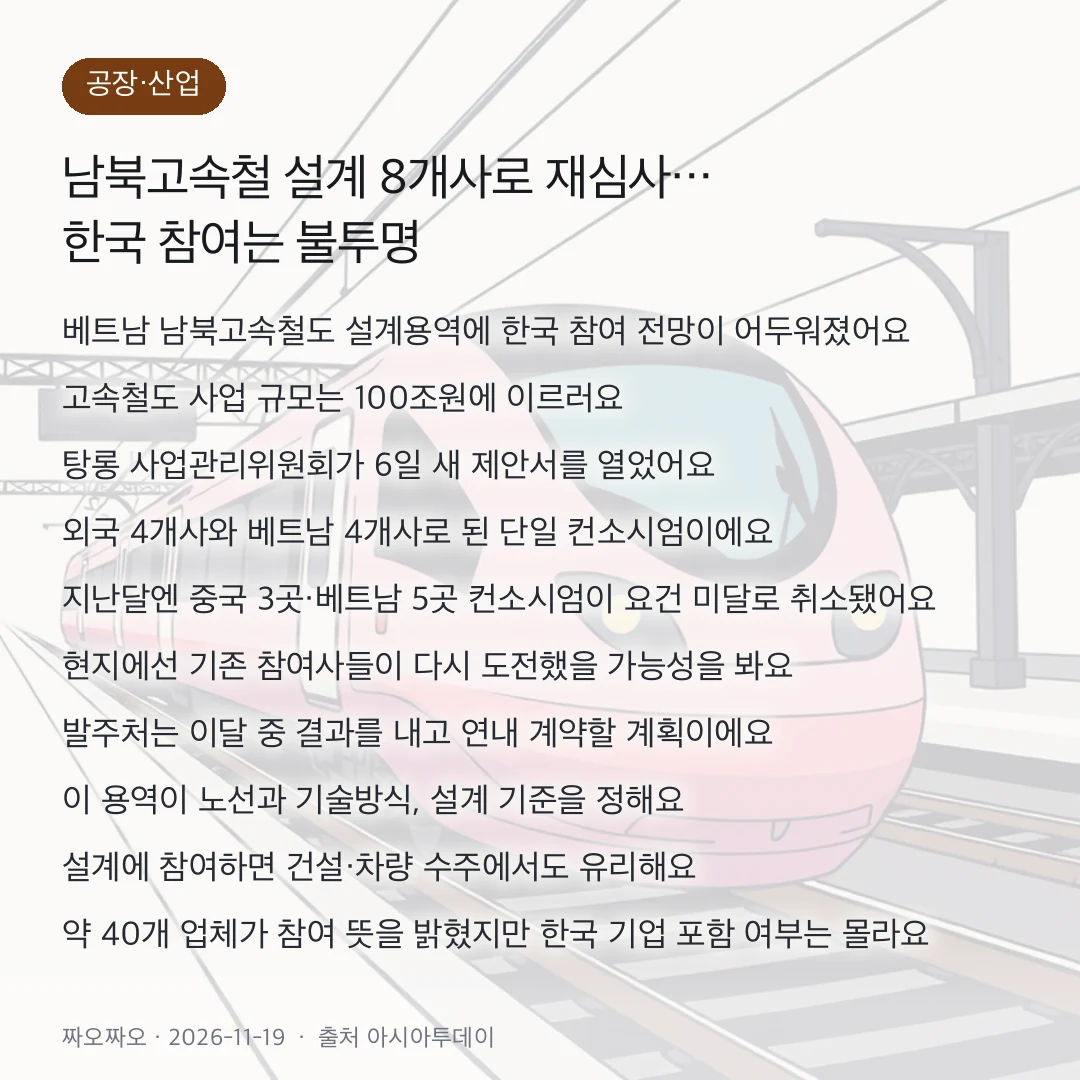 공장·산업
남북고속철 설계 8개사로 재심사…
한국 참여는 불투명
베트남 남북고속철도 설계용역에 한국 참여 전망이 어두워졌어요
고속철도 사업 규모는 100조원에 이르러요
탕롱 사업관리위원회가 6일 새 제안서를 열었어요
외국 4개사와 베트남 4개사로 된 단일 컨소시엄이에요
지난달엔 중국 3곳·베트남 5곳 컨소시엄이 요건 미달로 취소됐어요
현지에선 기존 참여사들이 다시 도전했을 가능성을 봐요
발주처는 이달 중 결과를 내고 연내 계약할 계획이에요
이 용역이 노선과 기술방식, 설계 기준을 정해요
설계에 참여하면 건설·차량 수주에서도 유리해요
약 40개 업체가 참여 뜻을 밝혔지만 한국 기업 포함 여부는 몰라요
짜오짜오 · 2026-11-19 · 출처 아시아투데이